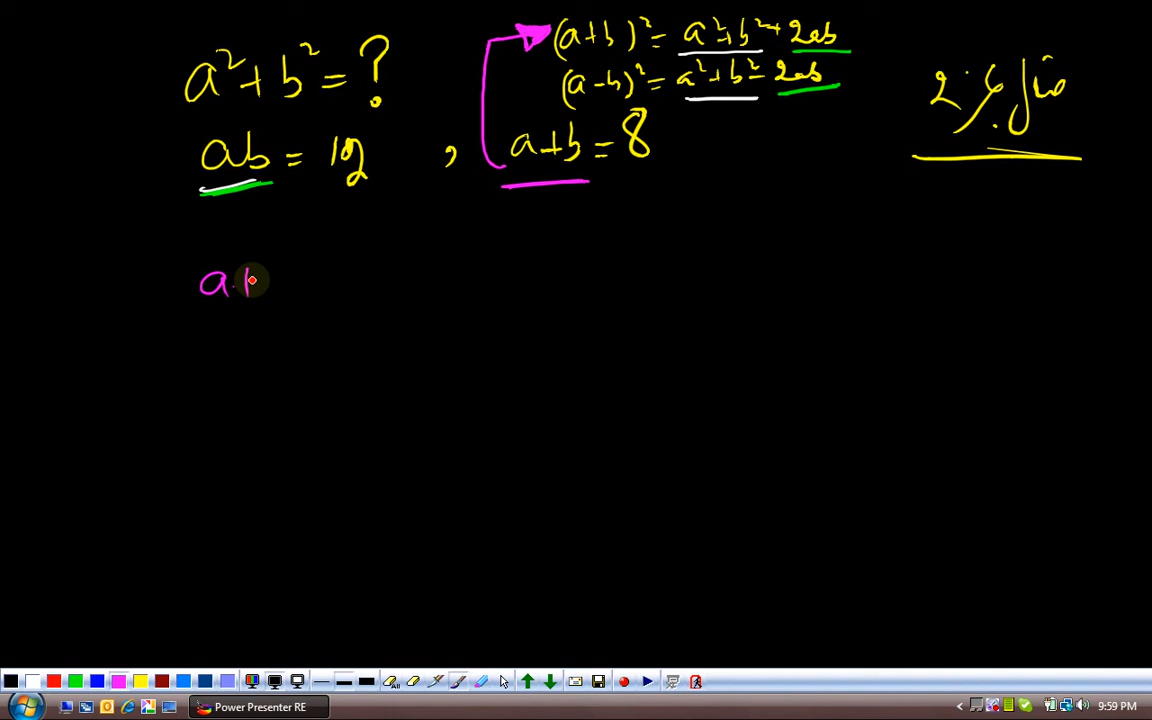 (a+b)² = a²+b²+2ab
a²+b² = ?
(a-b)² = a²+b²-2ab
ab = 12 , a+b = 8
a
Power Presenter RE
9:59 PM